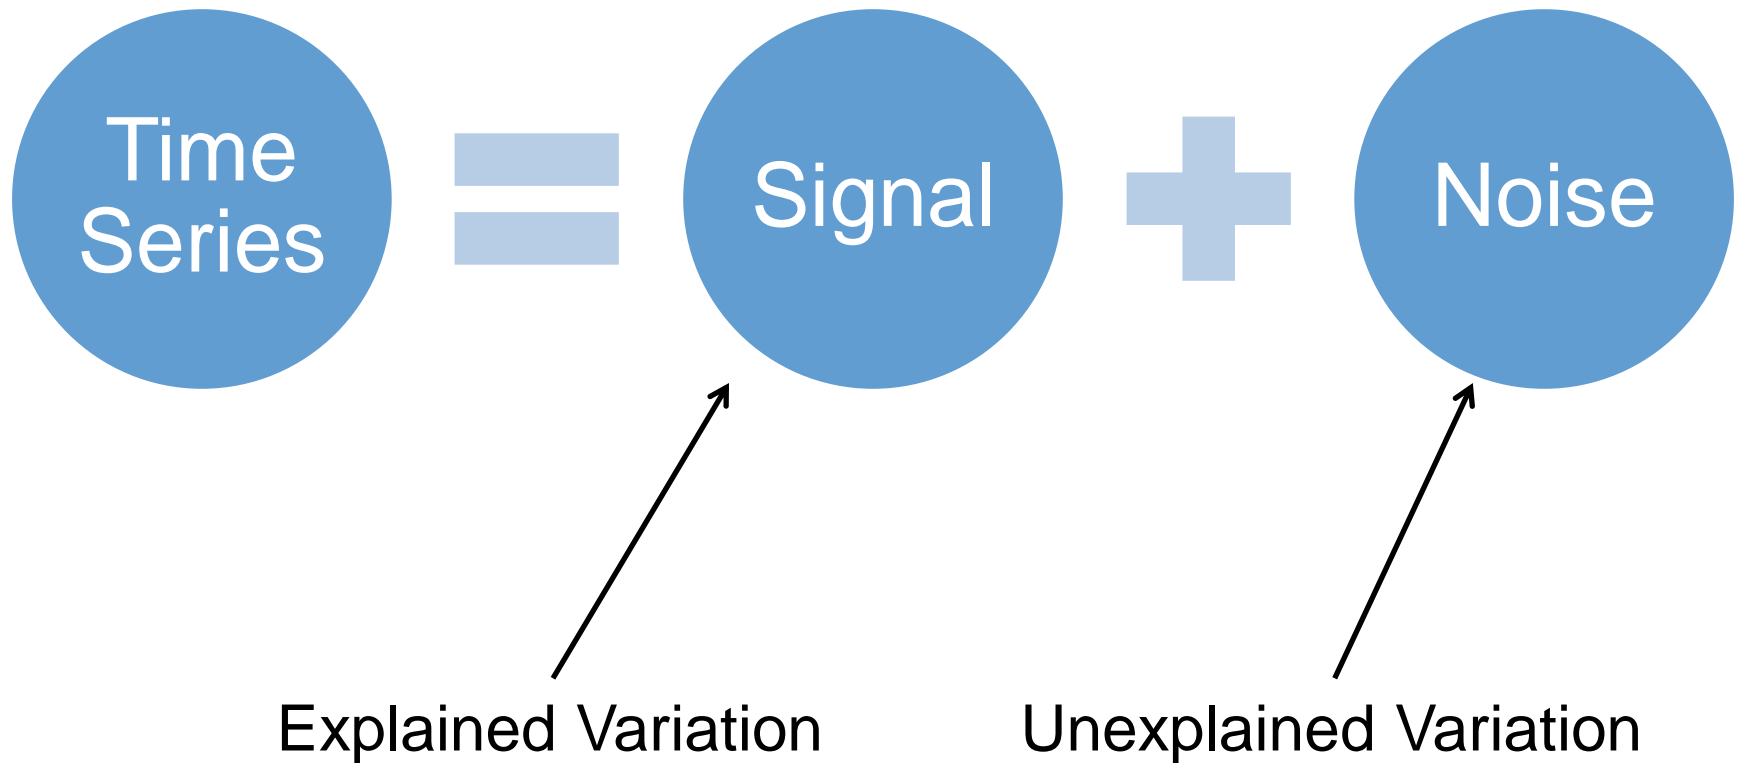 Time
Series
Signal
Noise
Explained Variation
Unexplained Variation